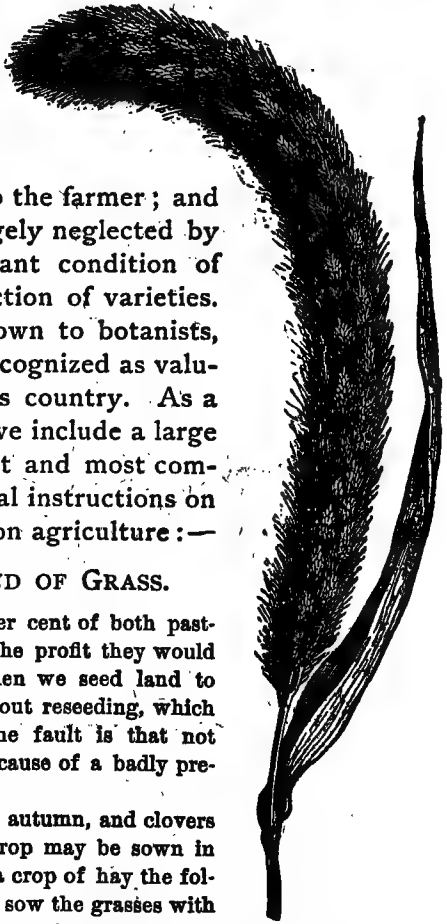 the farmer; and
gely neglected by
ant condition of
ction of varieties.
own to botanists,
cognized as valu-
s country. As a
ve include a large
t and most com-
al instructions on
on agriculture:—
D OF GRASS.
er cent of both past-
he profit they would
en we seed land to
out reseeding, which
ne fault is that not
cause of a badly pre-
autumn, and clovers
rop may be sown in
crop of hay the fol-
sow the grasses with